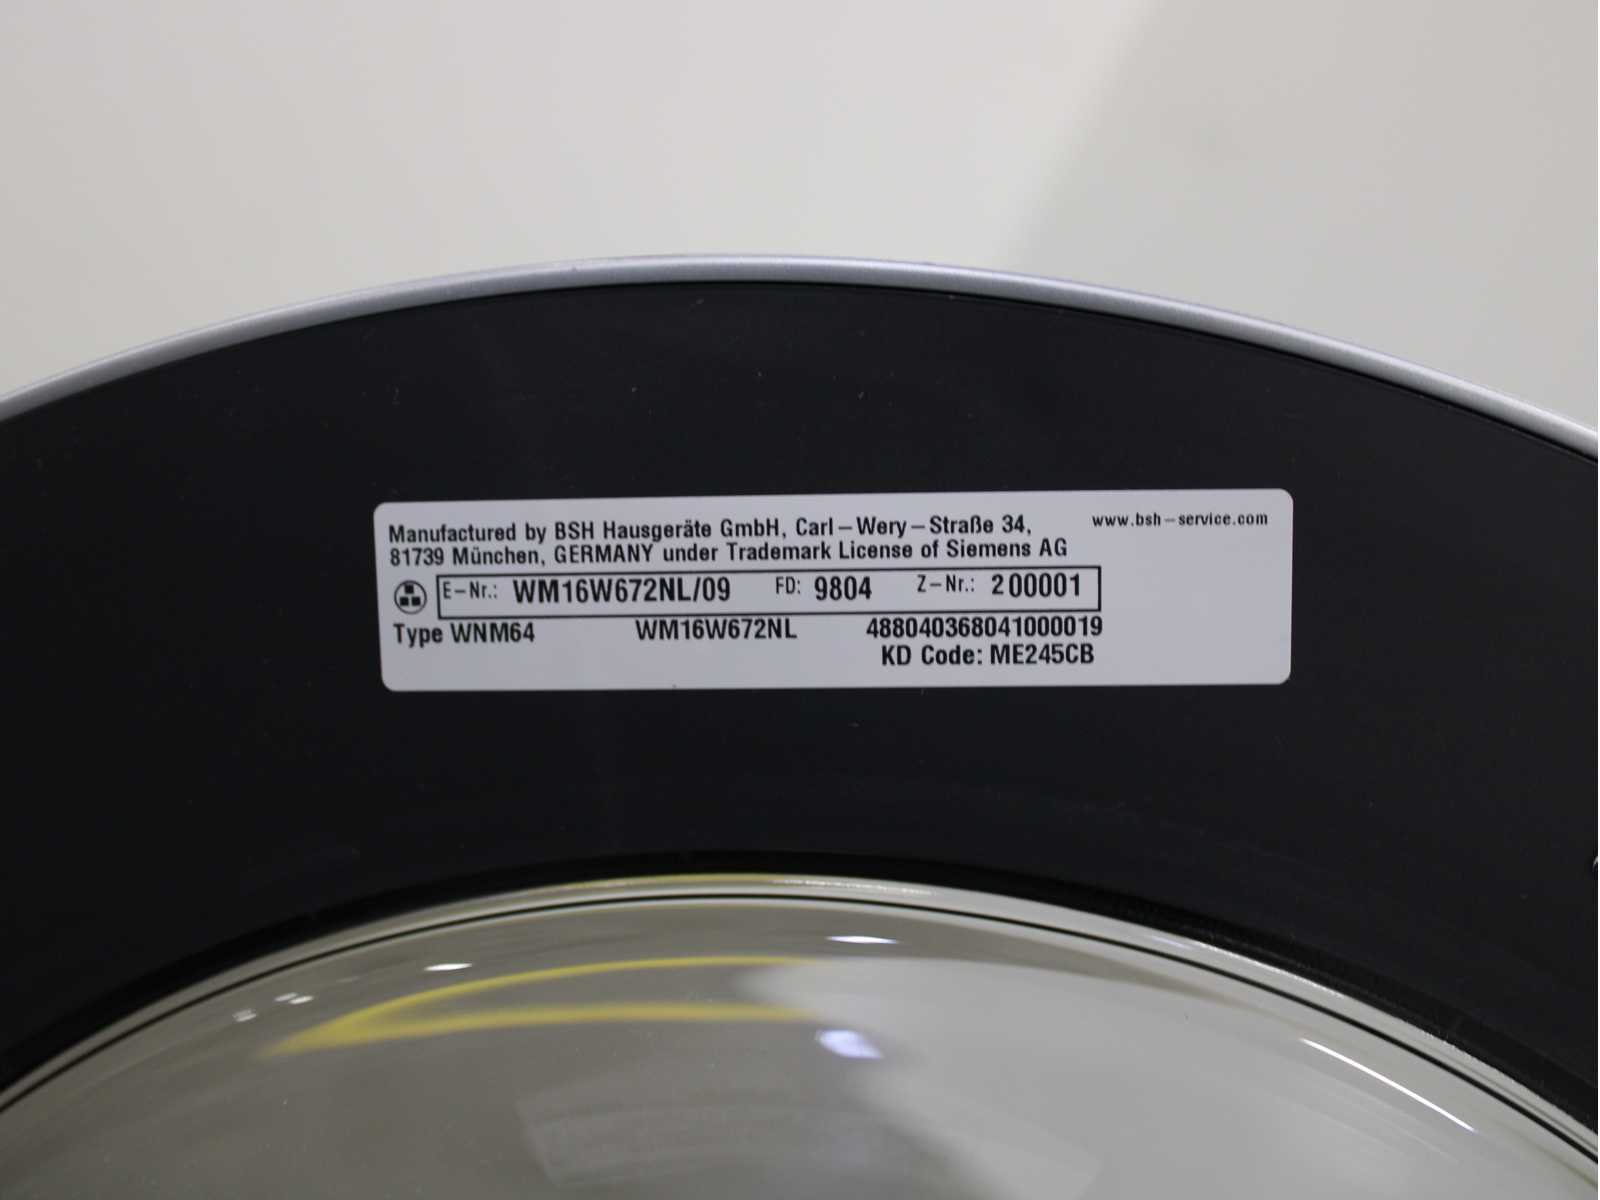 Manufactured by BSH Hausgeräte GmbH, Carl-Wery-Straße 34,
www.bsh-service.com
81739 München, GERMANY under Trademark License of Siemens AG
E-Nr.: WM16W672NL/09 FD: 9804 Z-Nr.: 200001
Type WNM64 WM16W672NL 488040368041000019
KD Code: ME245CB